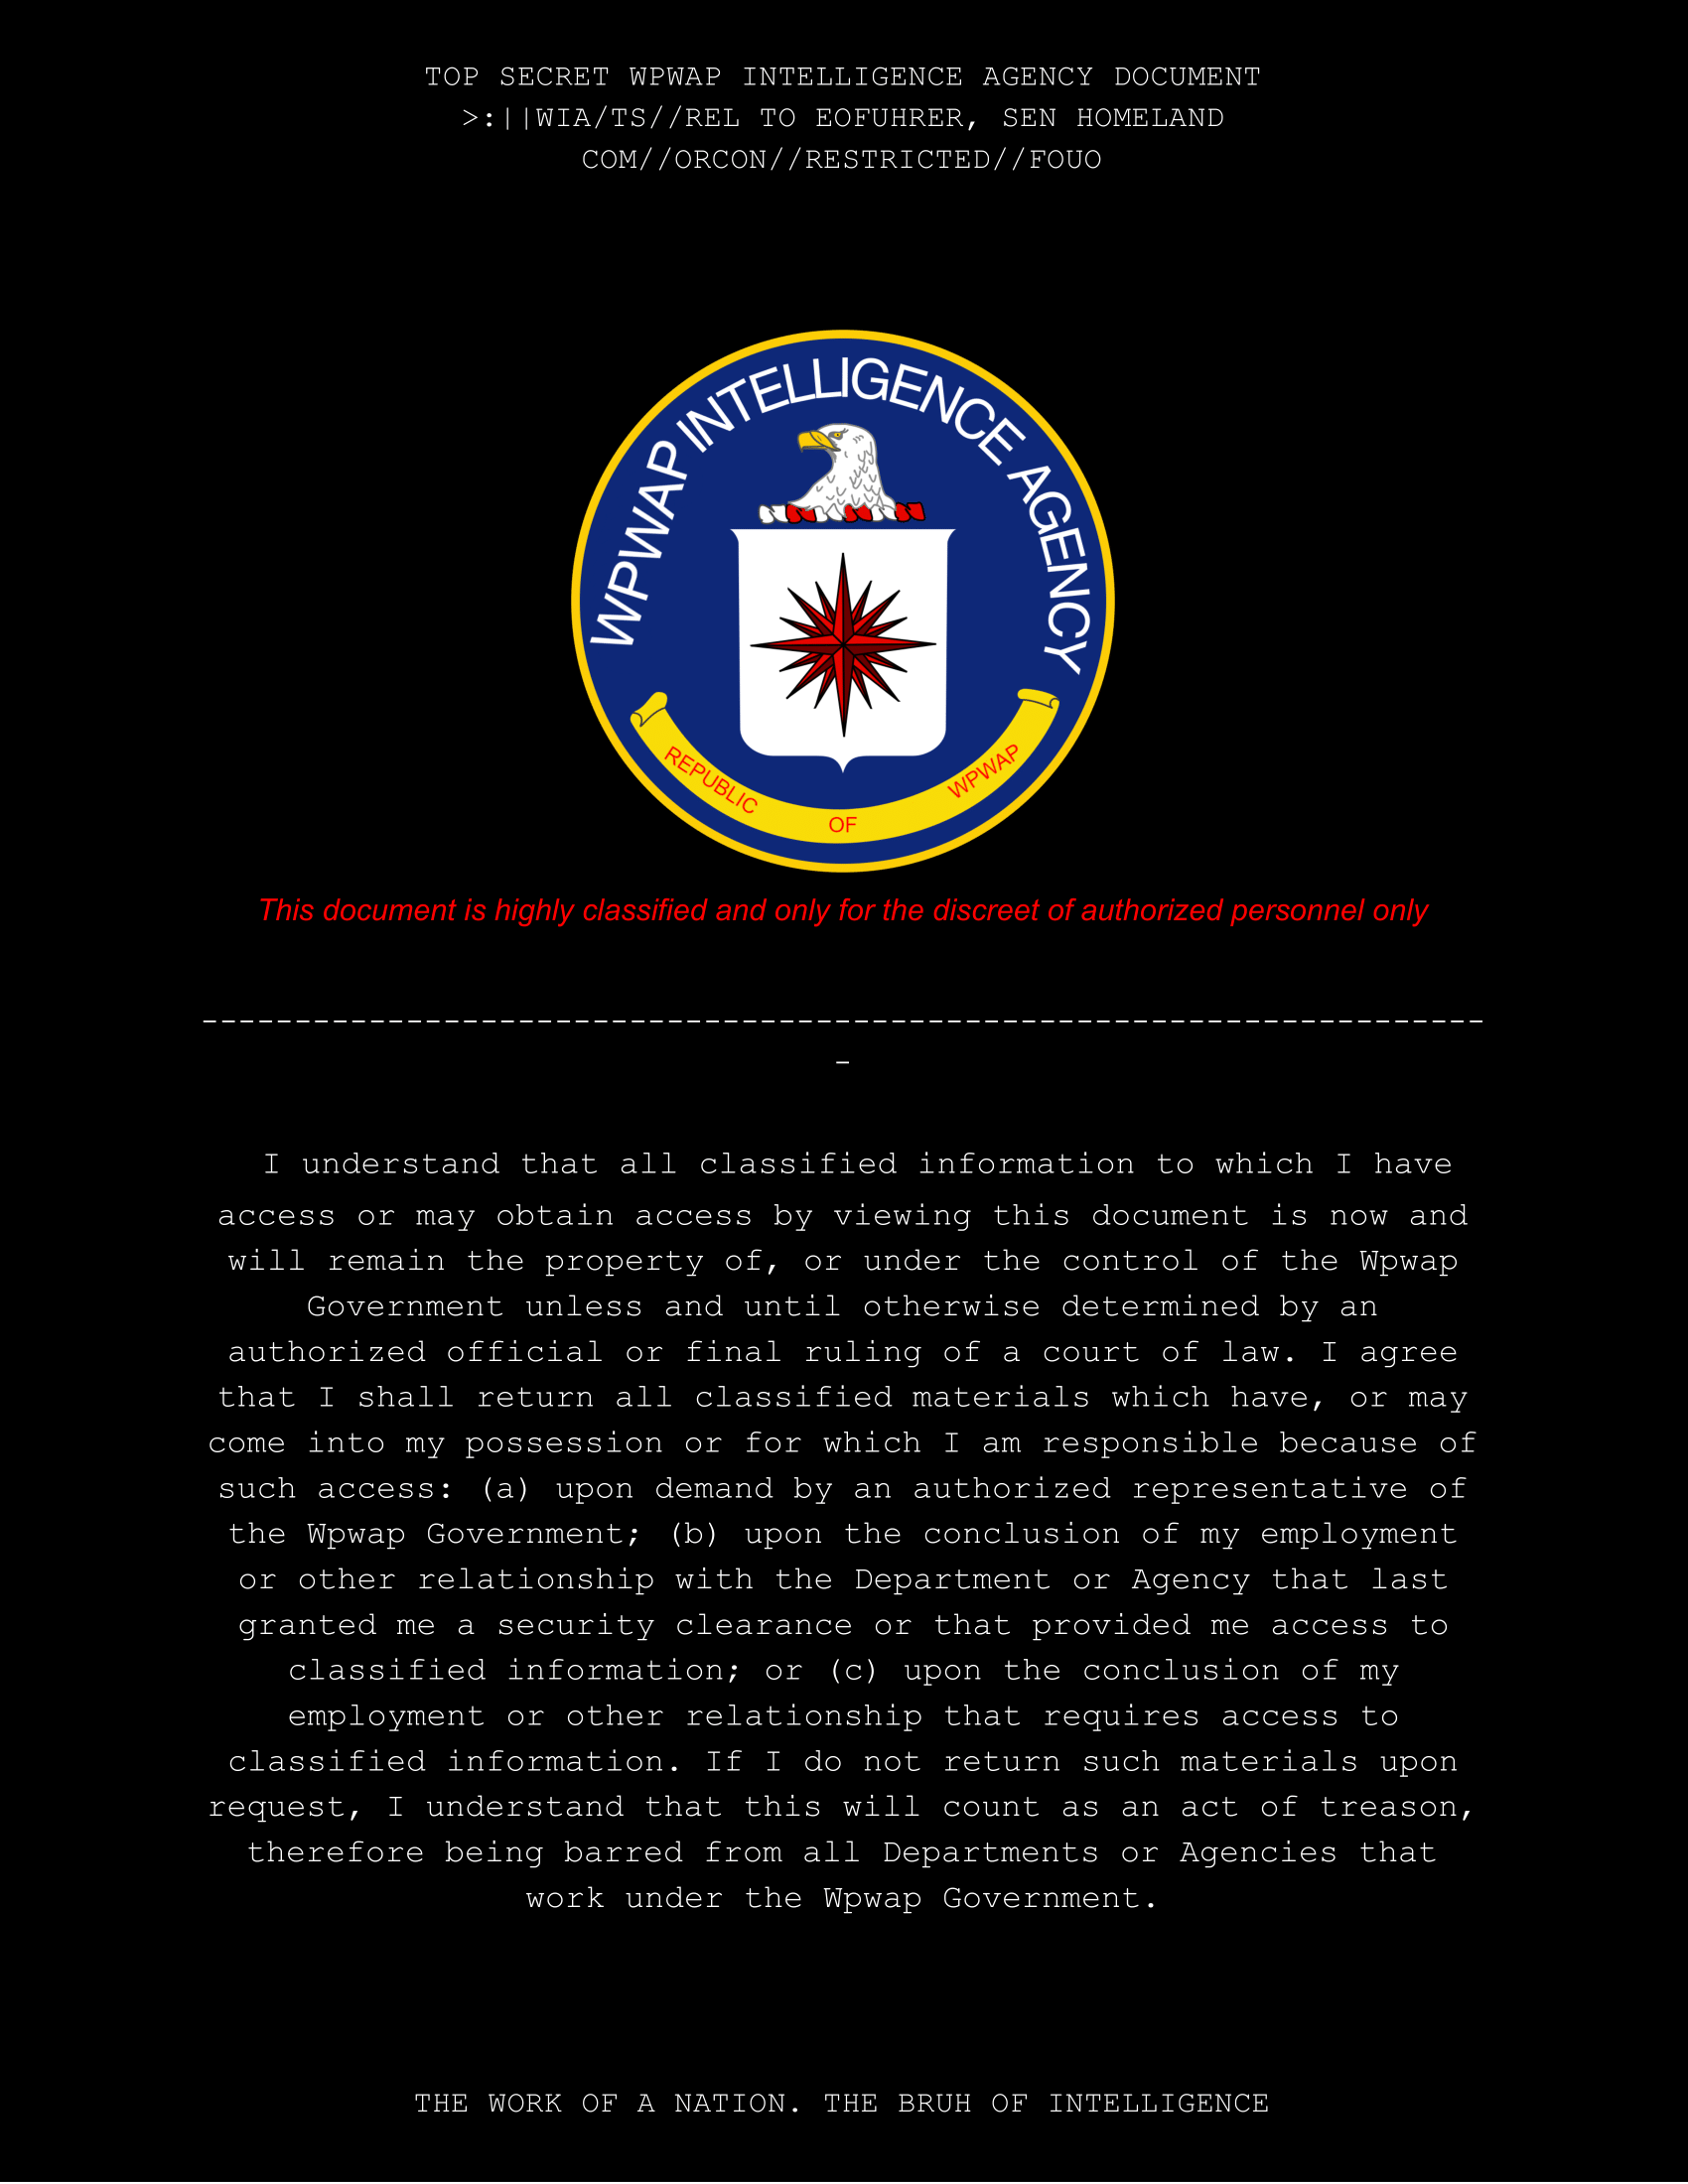 TOP SECRET WPWAP INTELLIGENCE AGENCY DOCUMENT
>:||WIA/TS//REL TO EOFUHRER, SEN HOMELAND
COM//ORCON//RESTRICTED//FOUO
WPWAP INTELLIGENCE AGENCY
REPUBLIC OF WPWAP
This document is highly classified and only for the discreet of authorized personnel only
---------------------------------------------------------------------
-
I understand that all classified information to which I have
access or may obtain access by viewing this document is now and
will remain the property of, or under the control of the Wpwap
Government unless and until otherwise determined by an
authorized official or final ruling of a court of law. I agree
that I shall return all classified materials which have, or may
come into my possession or for which I am responsible because of
such access: (a) upon demand by an authorized representative of
the Wpwap Government; (b) upon the conclusion of my employment
or other relationship with the Department or Agency that last
granted me a security clearance or that provided me access to
classified information; or (c) upon the conclusion of my
employment or other relationship that requires access to
classified information. If I do not return such materials upon
request, I understand that this will count as an act of treason,
therefore being barred from all Departments or Agencies that
work under the Wpwap Government.
THE WORK OF A NATION. THE BRUH OF INTELLIGENCE